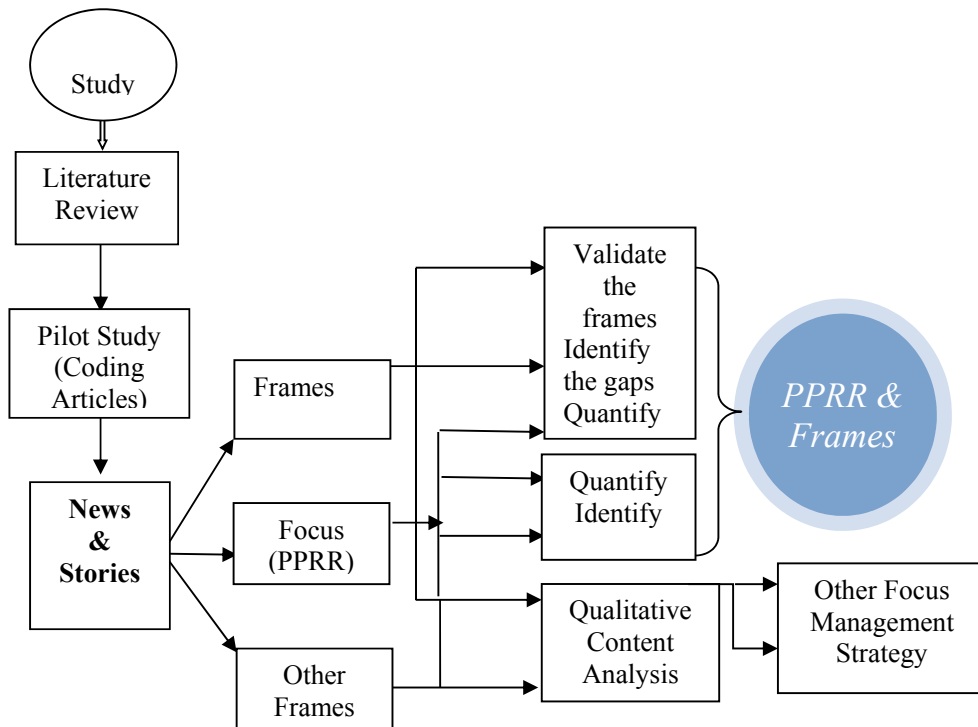 Study
Literature
Review
Pilot Study
(Coding
Articles)
News
&
Stories
Frames
Focus
(PPRR)
Other
Frames
Validate
the
frames
Identify
the gaps
Quantify
Quantify
Identify
Qualitative
Content
Analysis
PPRR &
Frames
Other Focus
Management
Strategy